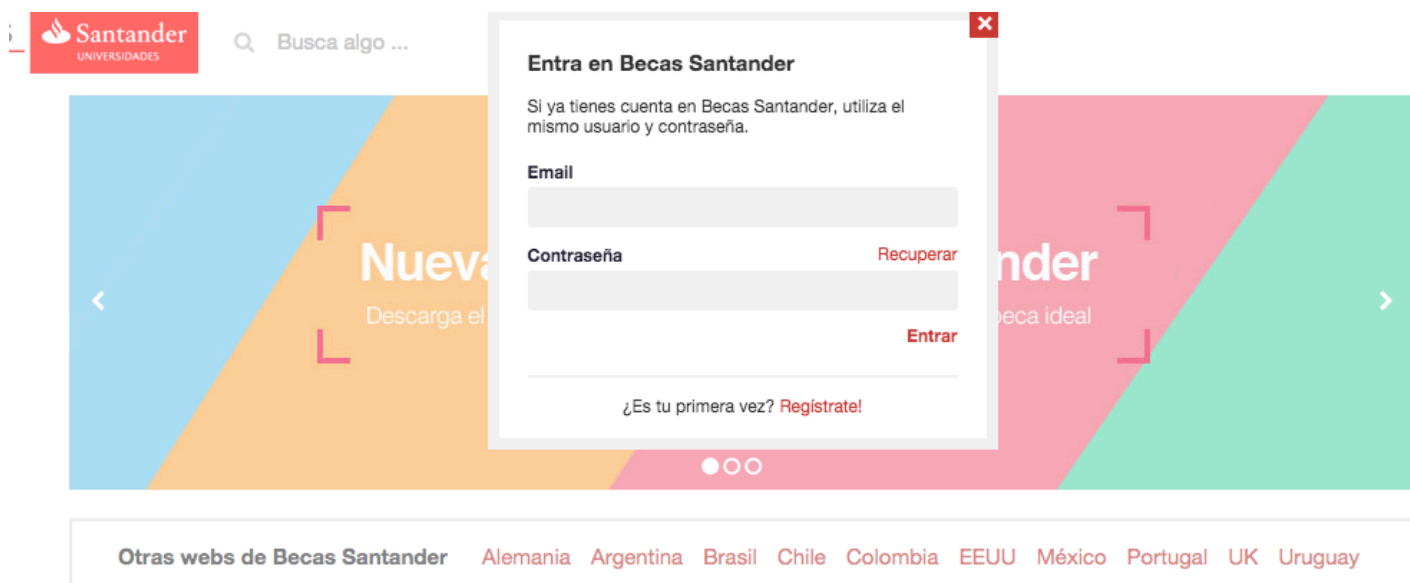 Santander
UNIVERSIDADES
Busca algo ...
Entra en Becas Santander
Si ya tienes cuenta en Becas Santander, utiliza el
mismo usuario y contraseña.
Email
Contraseña Recuperar
Entrar
¿Es tu primera vez? Regístrate!
Descarga el
beca ideal
Otras webs de Becas Santander Alemania Argentina Brasil Chile Colombia EEUU México Portugal UK Uruguay